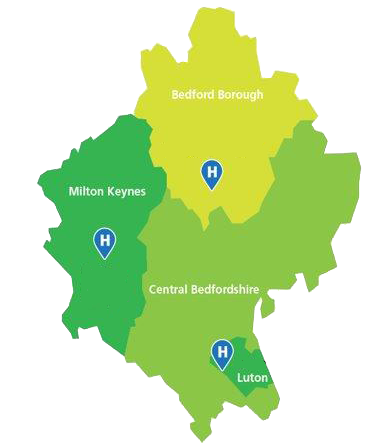 Bedford Borough
H
Milton Keynes
H
Central Bedfordshire
H
Luton